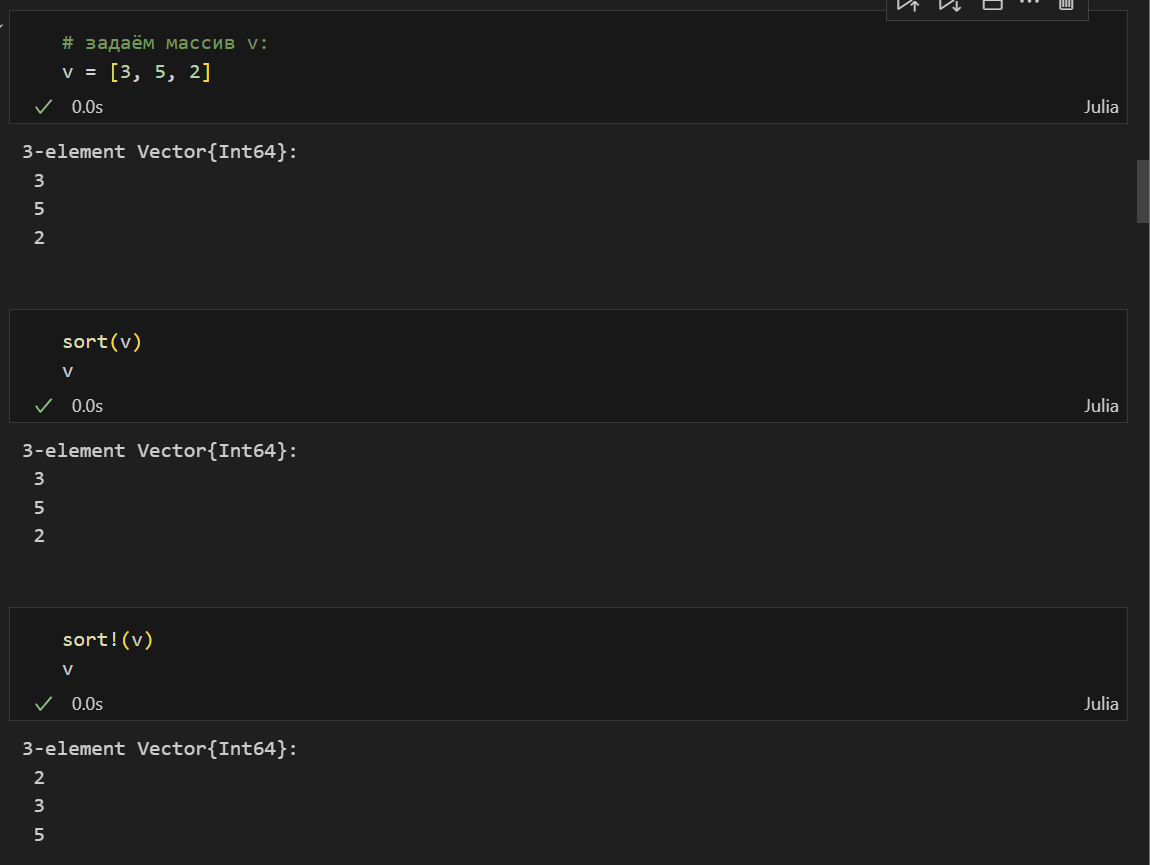 # задаём массив v:
v = [3, 5, 2]
0.0s
Julia
3-element Vector{Int64}:
3
5
2
sort(v)
v
0.0s
Julia
3-element Vector{Int64}:
3
5
2
sort!(v)
v
0.0s
Julia
3-element Vector{Int64}:
2
3
5